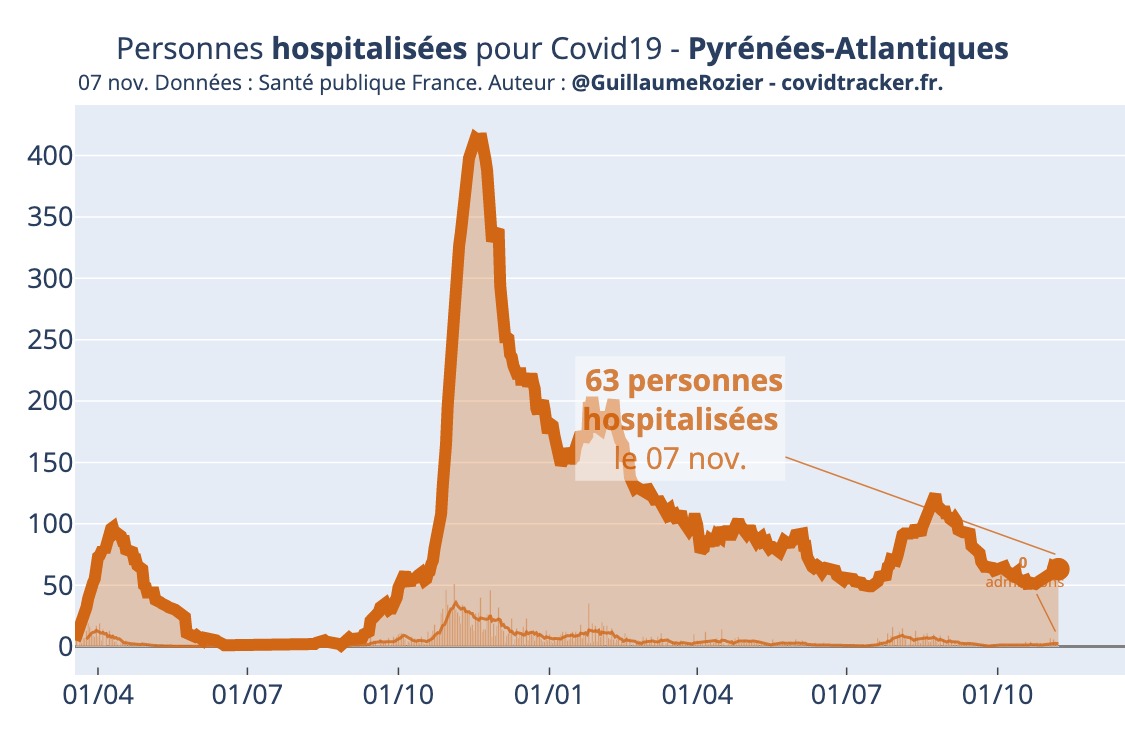 Personnes hospitalisées pour Covid19 - Pyrénées-Atlantiques
07 nov. Données : Santé publique France. Auteur : @GuillaumeRozier - covidtracker.fr.
400
350
300
250
200
150
100
50
0
63 personnes
hospitalisées
le 07 nov.
0
admissions
01/04 01/07 01/10 01/01 01/04 01/07 01/10